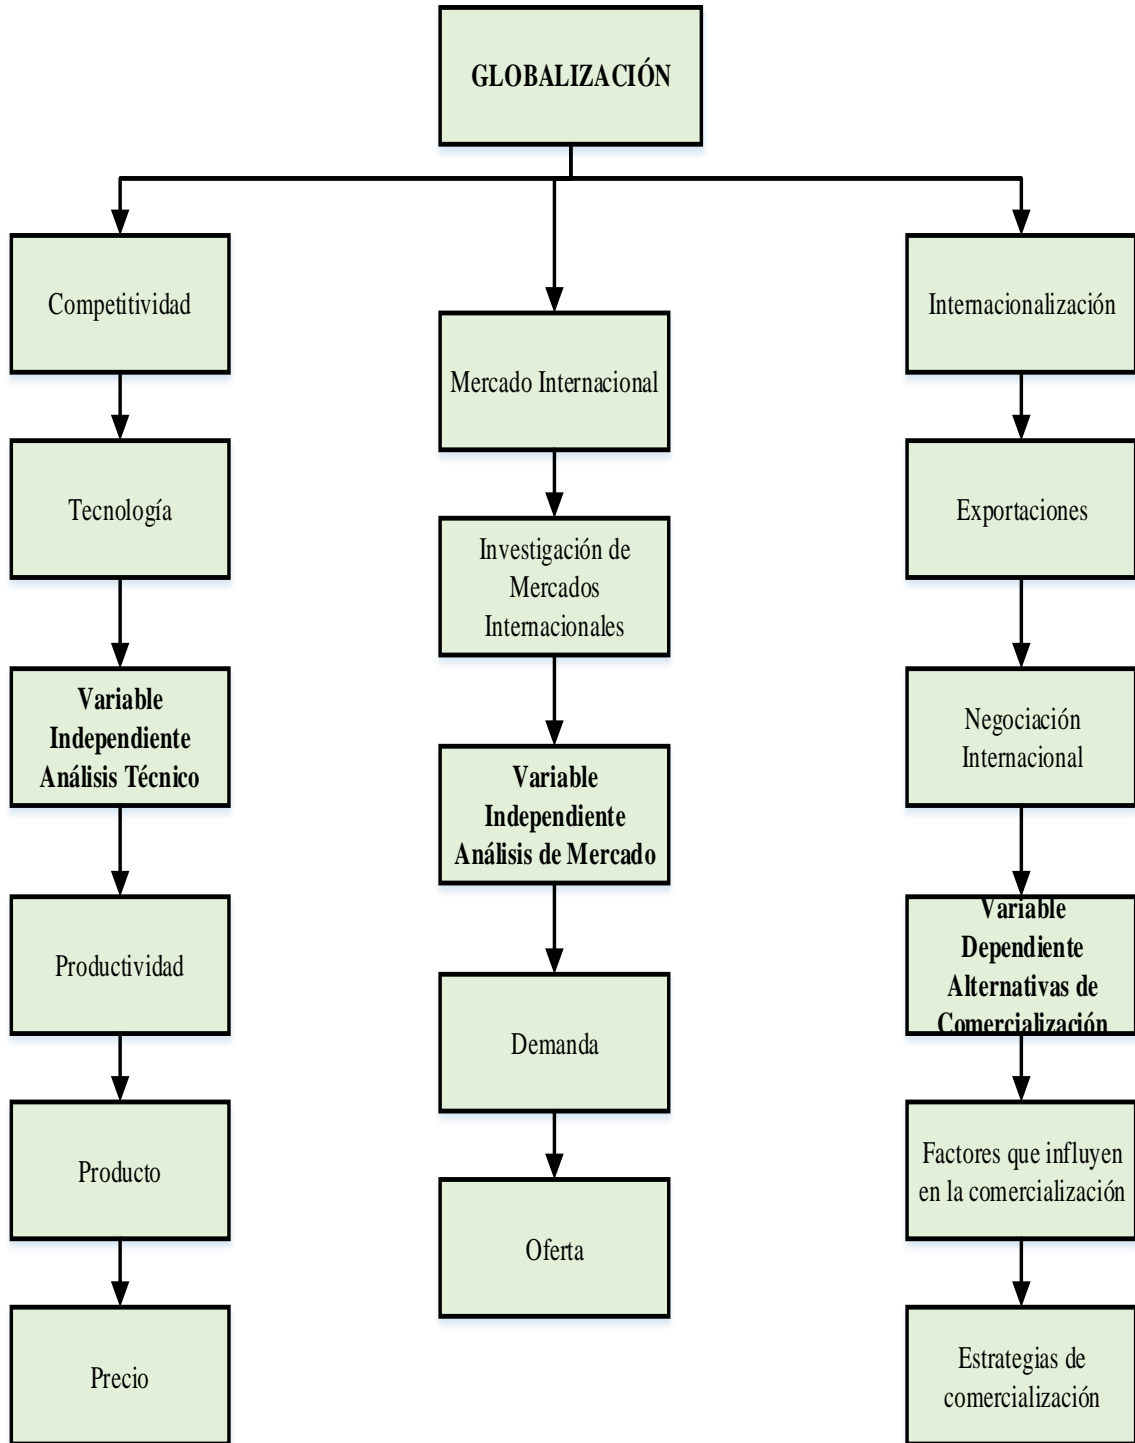 GLOBALIZACIÓN
Competitividad
Tecnología
Variable
Independiente
Análisis Técnico
Productividad
Producto
Precio
Mercado Internacional
Investigación de
Mercados
Internacionales
Variable
Independiente
Análisis de Mercado
Demanda
Oferta
Internacionalización
Exportaciones
Negociación
Internacional
Variable
Dependiente
Alternativas de
Comercialización
Factores que influyen
en la comercialización
Estrategias de
comercialización